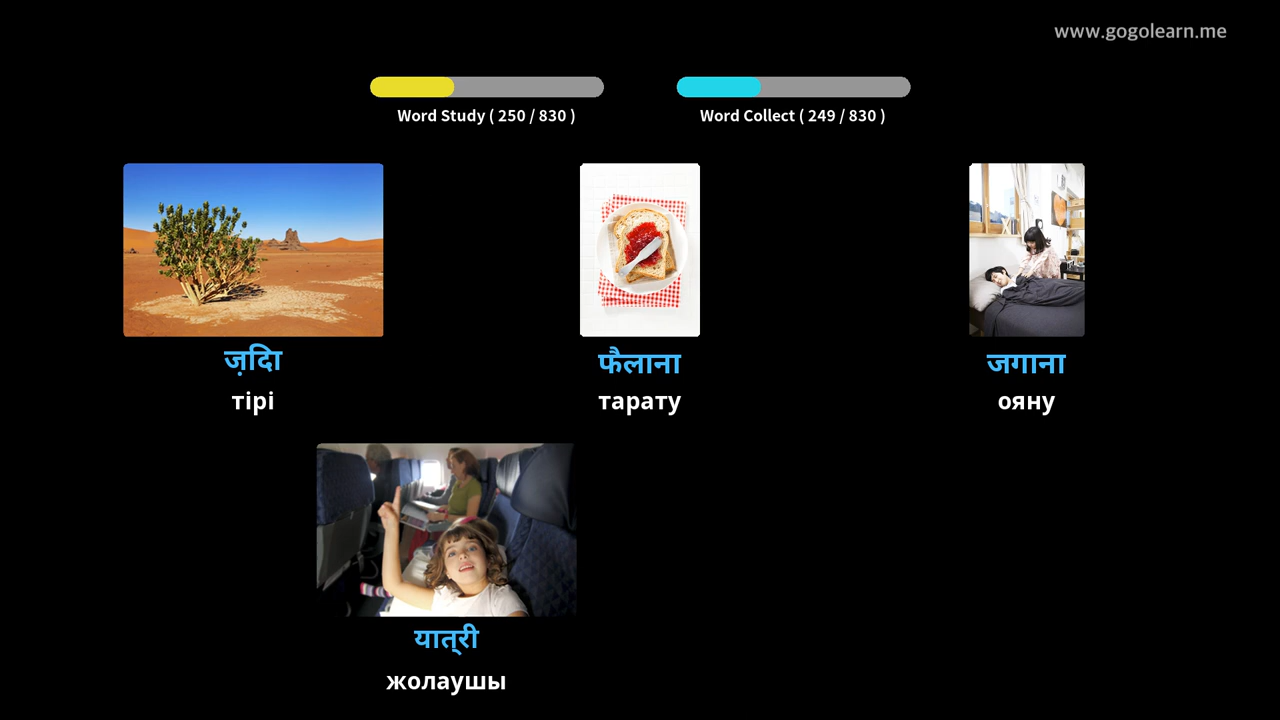 www.gogolearn.me
Word Study ( 250 / 830 )
Word Collect ( 249 / 830 )
ज़िदा
тірі
फैलाना
тарату
जगाना
ояну
यात्री
жолаушы